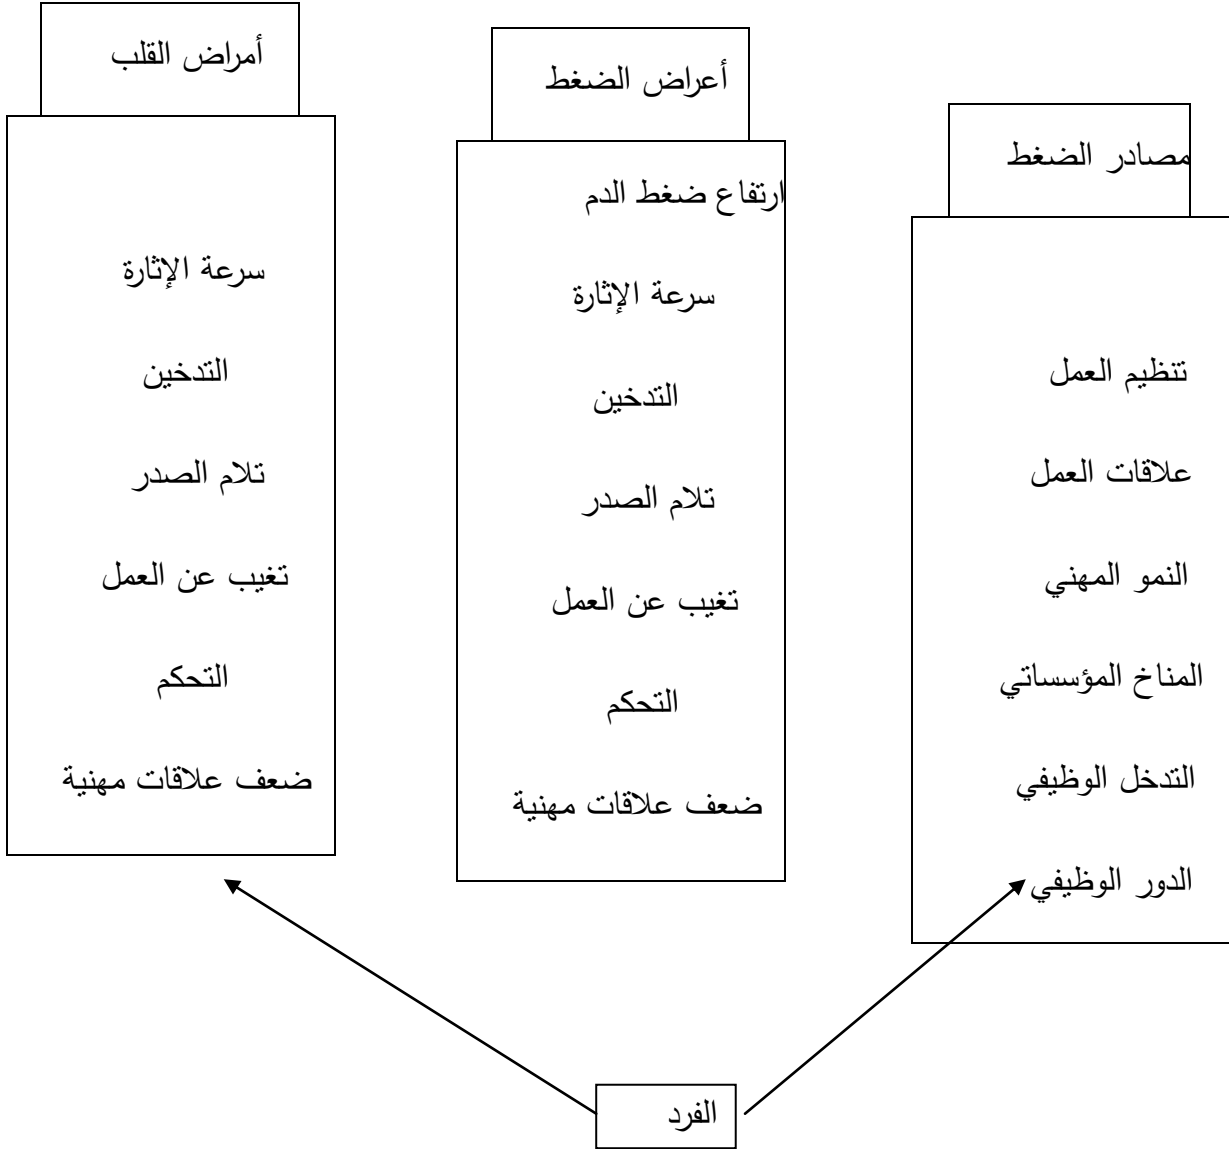 مصادر الضغط
تنظيم العمل
علاقات العمل
النمو المهني
المناخ المؤسساتي
التدخل الوظيفي
الدور الوظيفي
أعراض الضغط
ارتفاع ضغط الدم
سرعة الإثارة
التدخين
تلام الصدر
تغيب عن العمل
التحكم
ضعف علاقات مهنية
أمراض القلب
سرعة الإثارة
التدخين
تلام الصدر
تغيب عن العمل
التحكم
ضعف علاقات مهنية
الفرد